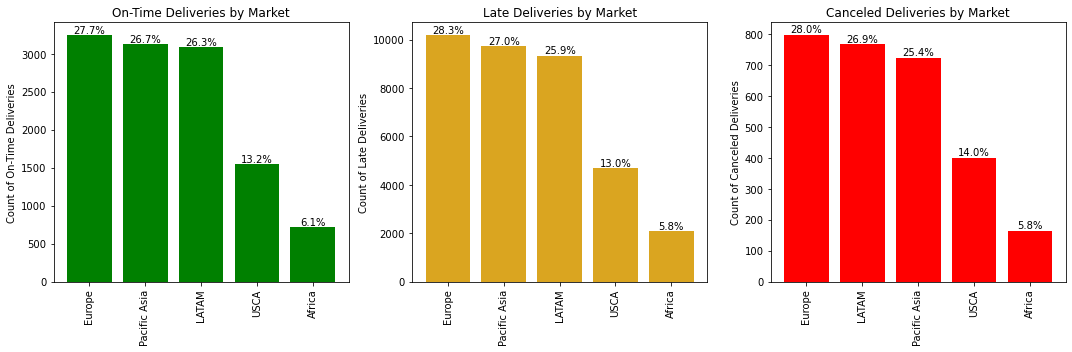 On-Time Deliveries by Market
Count of On-Time Deliveries
3000
2500
2000
1500
1000
500
0
27.7%
26.7%
26.3%
13.2%
6.1%
Europe
Pacific Asia
LATAM
USCA
Africa
Late Deliveries by Market
Count of Late Deliveries
10000
8000
6000
4000
2000
0
28.3%
27.0%
25.9%
13.0%
5.8%
Europe
Pacific Asia
LATAM
USCA
Africa
Canceled Deliveries by Market
Count of Canceled Deliveries
800
700
600
500
400
300
200
100
0
28.0%
26.9%
25.4%
14.0%
5.8%
Europe
LATAM
Pacific Asia
USCA
Africa